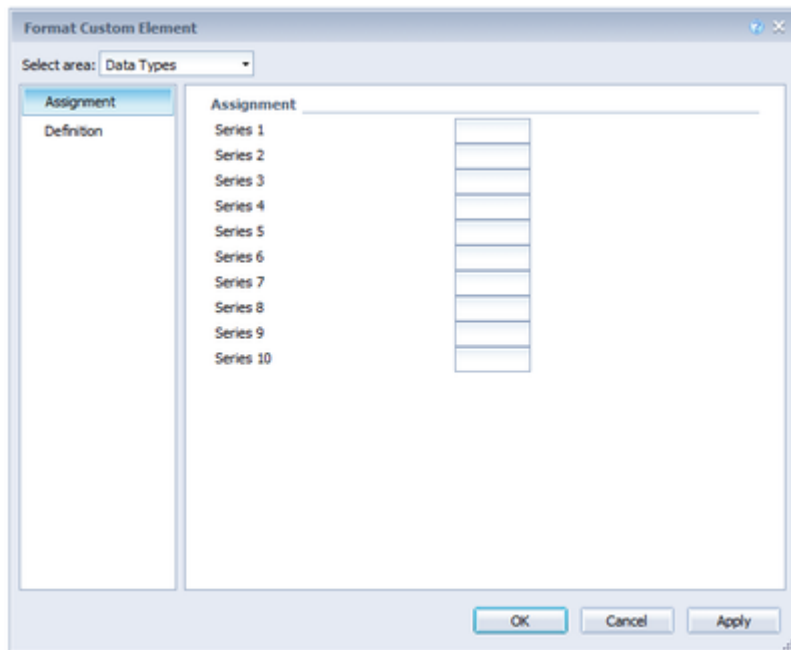 Format Custom Element
Select area: Data Types
Assignment
Definition
Assignment
Series 1
Series 2
Series 3
Series 4
Series 5
Series 6
Series 7
Series 8
Series 9
Series 10
OK Cancel Apply